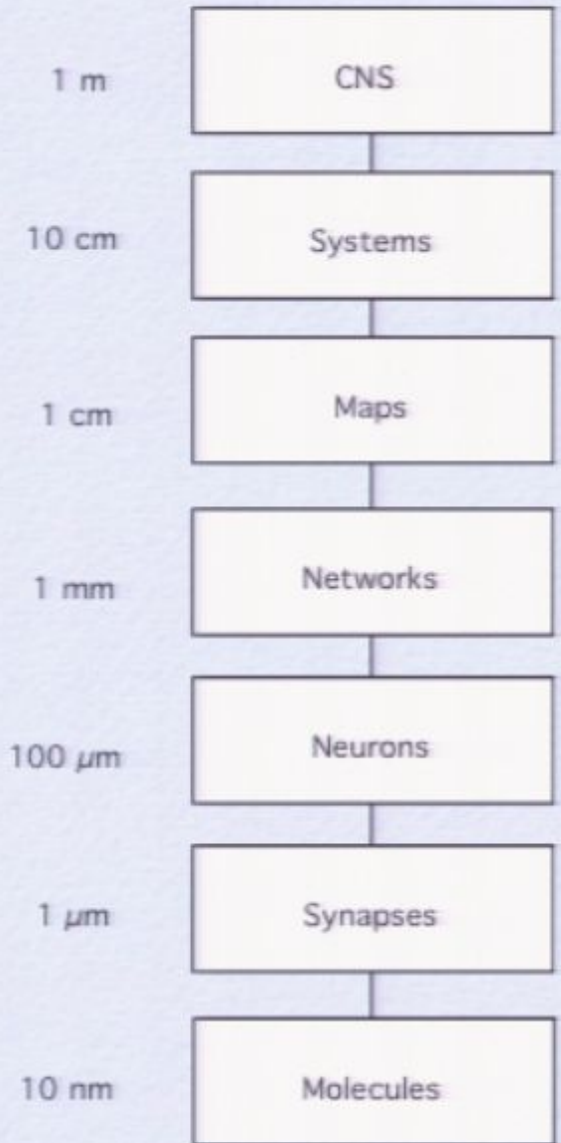 1 m CNS
10 cm Systems
1 cm Maps
1 mm Networks
100 μm Neurons
1 μm Synapses
10 nm Molecules